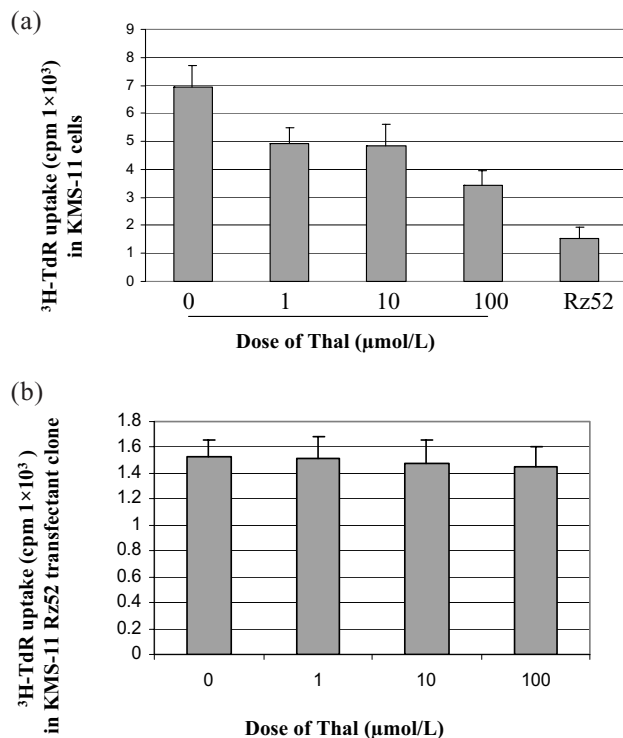 (a)
³H-TdR uptake (cpm 1×10³)
in KMS-11 cells
9
8
7
6
5
4
3
2
1
0
0 1 10 100 Rz52
Dose of Thal (µmol/L)
(b)
³H-TdR uptake (cpm 1×10³ )
in KMS-11 Rz52 transfectant clone
1.8
1.6
1.4
1.2
1
0.8
0.6
0.4
0.2
0
0 1 10 100
Dose of Thal (µmol/L)